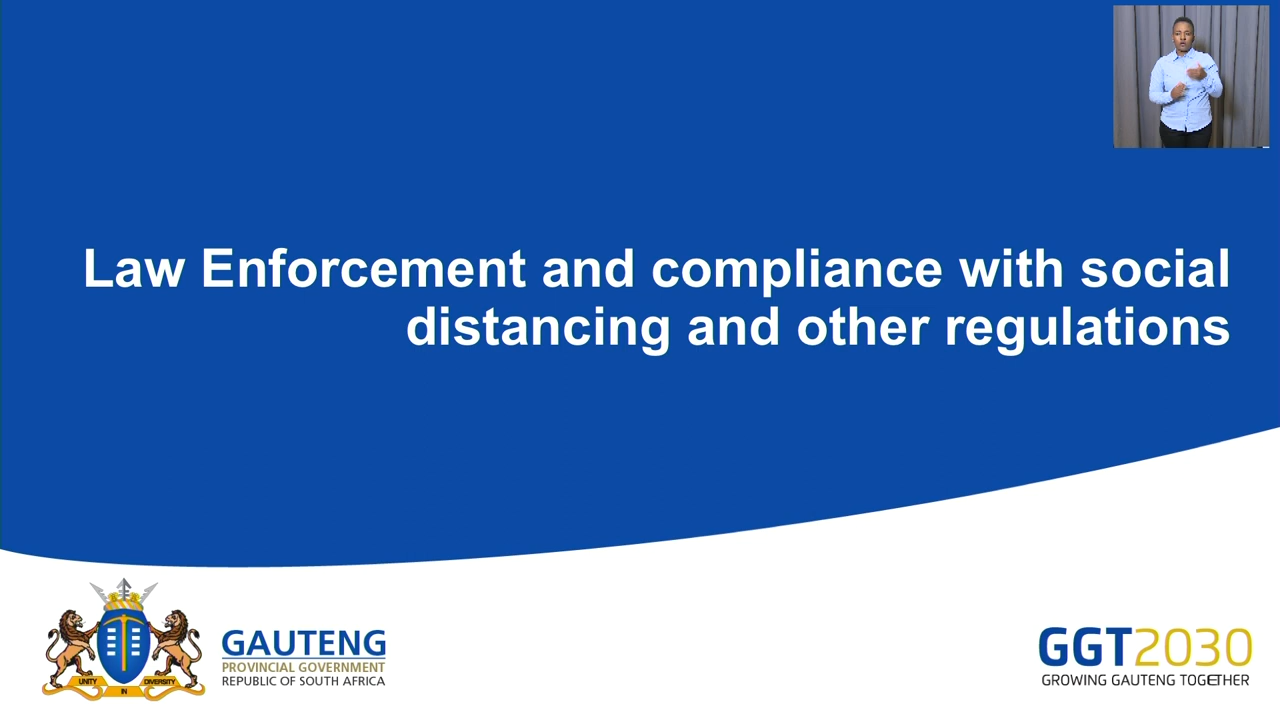 Law Enforcement and compliance with social
distancing and other regulations
UNITY
IN
DIVERSITY
GAUTENG
PROVINCIAL GOVERNMENT
REPUBLIC OF SOUTH AFRICA
GGT2030
GROWING GAUTENG TOGETHER